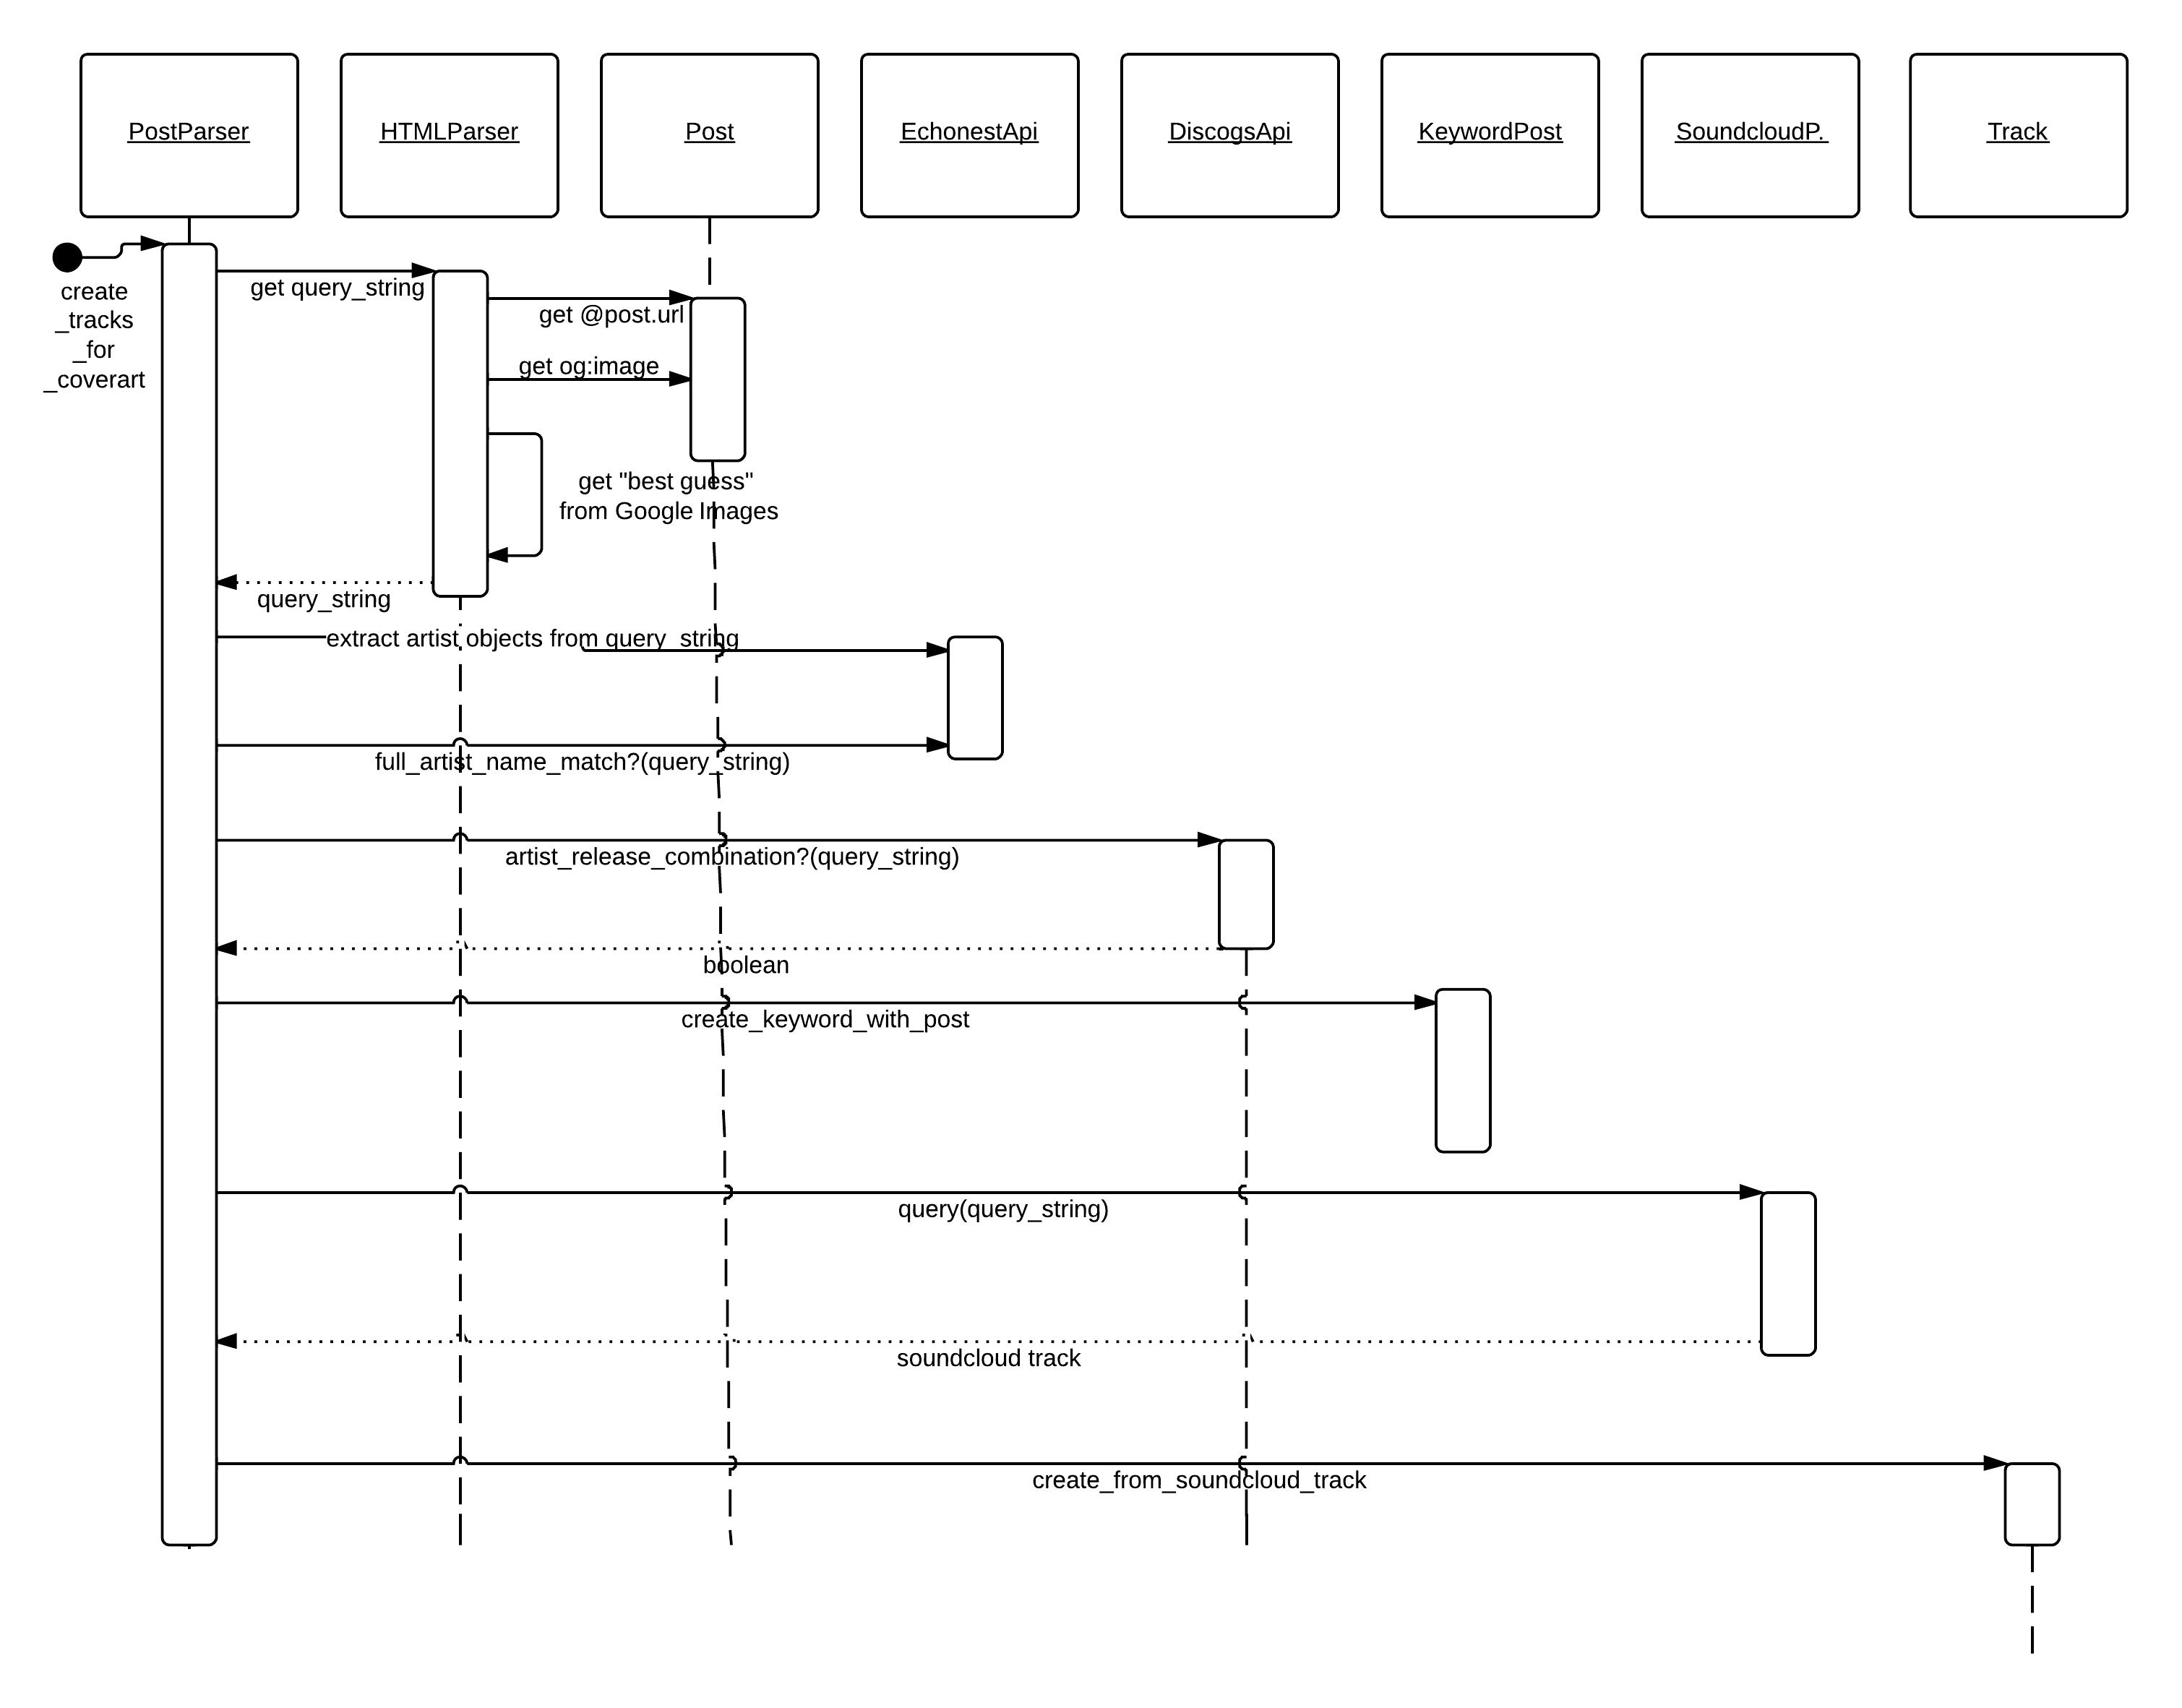 PostParser
HTMLParser
Post
EchonestApi
DiscogsApi
KeywordPost
SoundcloudP.
Track
create
_tracks
_for
_coverart
get query_string
get @post.url
get og:image
get "best guess"
from Google Images
query_string
extract artist objects from query_string
full_artist_name_match?(query_string)
artist_release_combination?(query_string)
boolean
create_keyword_with_post
query(query_string)
soundcloud track
create_from_soundcloud_track